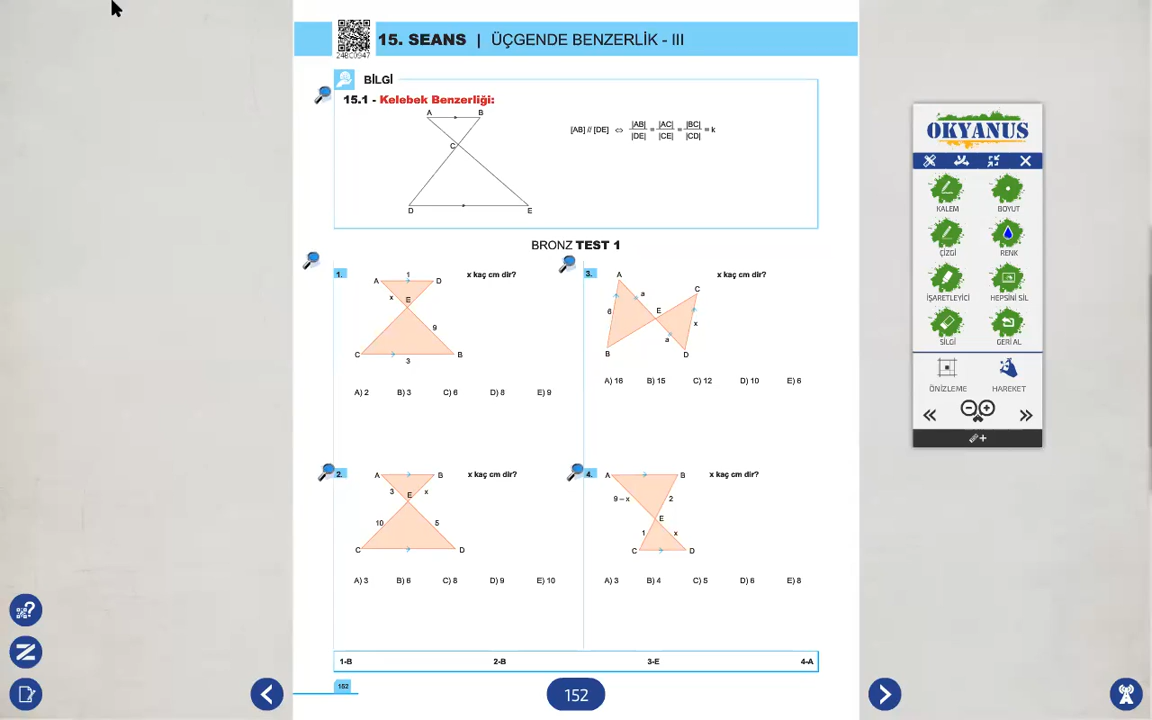 24BC0947
15. SEANS | ÜÇGENDE BENZERLİK - III
BİLGİ
15.1 - Kelebek Benzerliği:
A B
C
D E
[AB] // [DE] ⇔ |AB| / |DE| = |AC| / |CE| = |BC| / |CD| = k
BRONZ TEST 1
1. x kaç cm dir?
A 1 D
x E
9
C 3 B
A) 2 B) 3 C) 6 D) 8 E) 9
2. x kaç cm dir?
A B
3 E x
10 5
C D
A) 3 B) 6 C) 8 D) 9 E) 10
3. x kaç cm dir?
A
a C
6 E x
a
B D
A) 16 B) 15 C) 12 D) 10 E) 6
4. x kaç cm dir?
A B
9 – x 2
E
1 x
C D
A) 3 B) 4 C) 5 D) 6 E) 8
1-B 2-B 3-E 4-A
152
152
OKYANUS
KALEM BOYUT
ÇİZGİ RENK
İŞARETLEYİCİ HEPSİNİ SİL
SİLGİ GERİ AL
ÖNİZLEME HAREKET